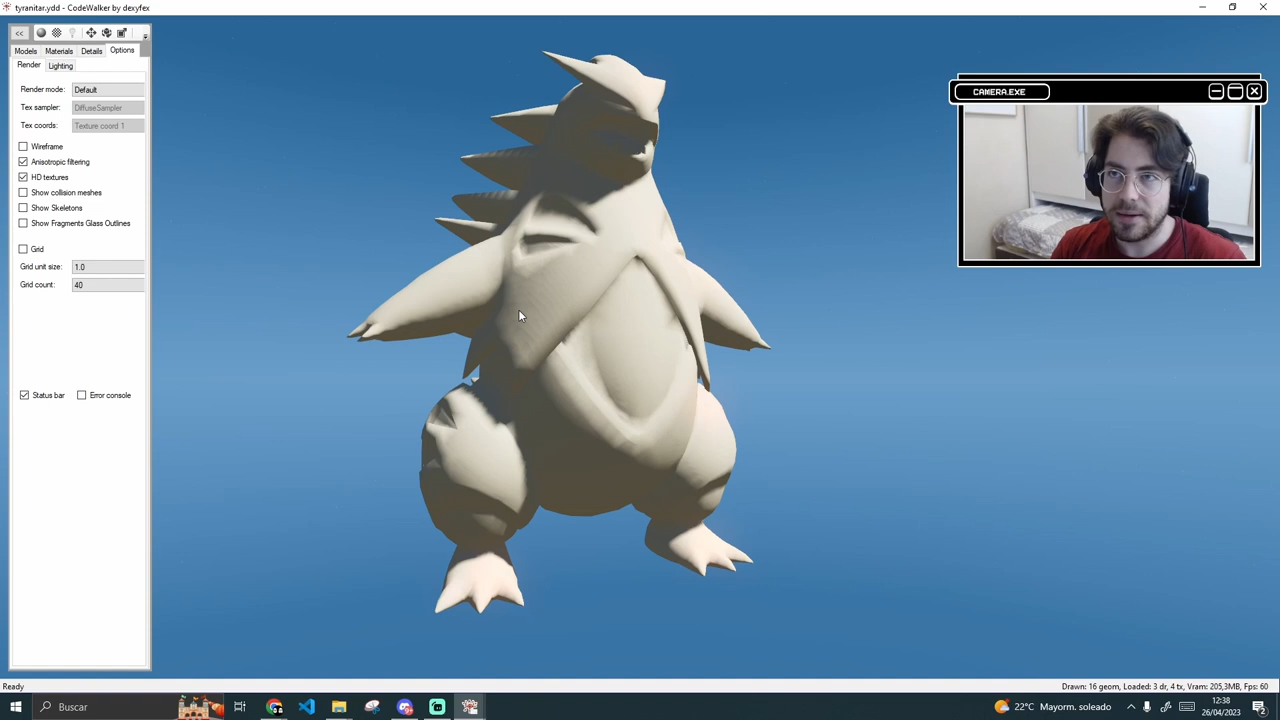 tyranitar.ydd - CodeWalker by dexyfex
<<
Models Materials Details Options
Render Lighting
Render mode: Default
Tex sampler: DiffuseSampler
Tex coords: Texture coord 1
Wireframe
Anisotropic filtering
HD textures
Show collision meshes
Show Skeletons
Show Fragments Glass Outlines
Grid
Grid unit size: 1.0
Grid count: 40
Status bar Error console
CAMERA.EXE
Ready
Drawn: 16 geom, Loaded: 3 dr, 4 tx, Vram: 205,3MB, Fps: 60
Buscar
22°C Mayorm. soleado
12:38
26/04/2023
2